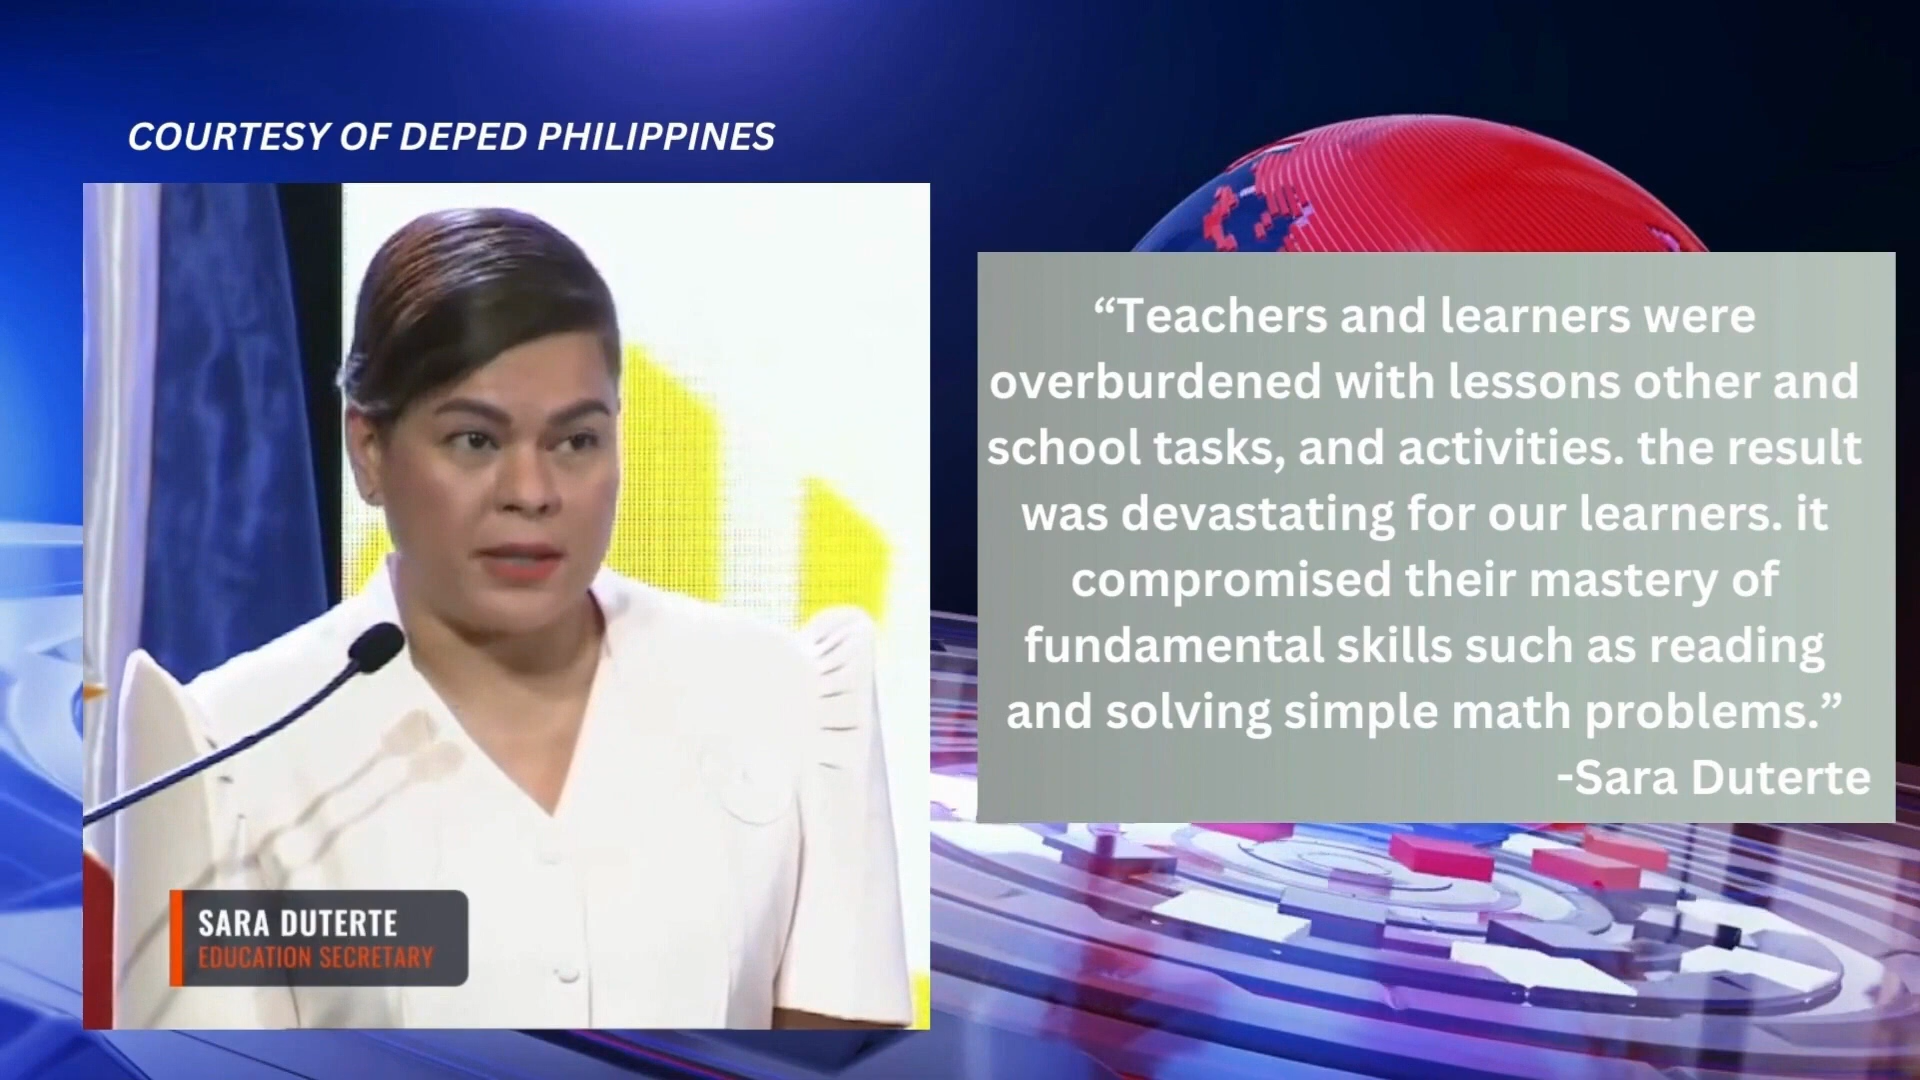 COURTESY OF DEPED PHILIPPINES
SARA DUTERTE
EDUCATION SECRETARY
“Teachers and learners were
overburdened with lessons other and
school tasks, and activities. the result
was devastating for our learners. it
compromised their mastery of
fundamental skills such as reading
and solving simple math problems.”
-Sara Duterte